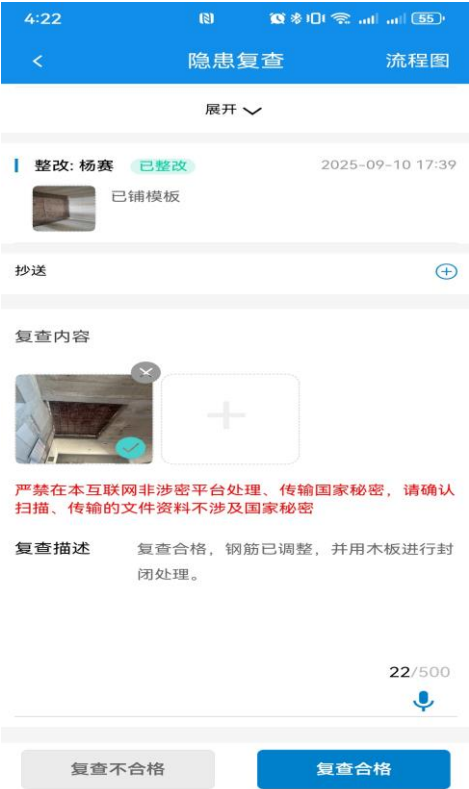 4:22
55
隐患复查
流程图
展开
整改: 杨赛 已整改 2025-09-10 17:39
已铺模板
抄送
复查内容
严禁在本互联网非涉密平台处理、传输国家秘密，请确认
扫描、传输的文件资料不涉及国家秘密
复查描述 复查合格，钢筋已调整，并用木板进行封
闭处理。
22/500
复查不合格 复查合格